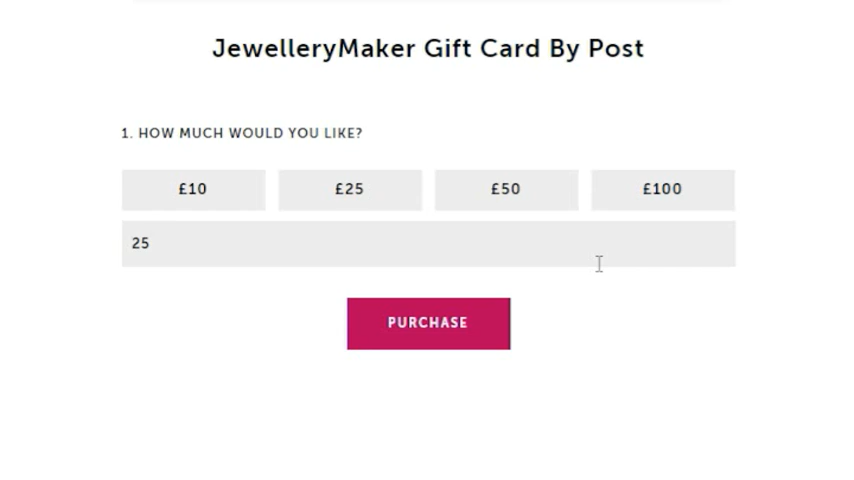 JewelleryMaker Gift Card By Post
1. HOW MUCH WOULD YOU LIKE?
£10 £25 £50 £100
25
PURCHASE